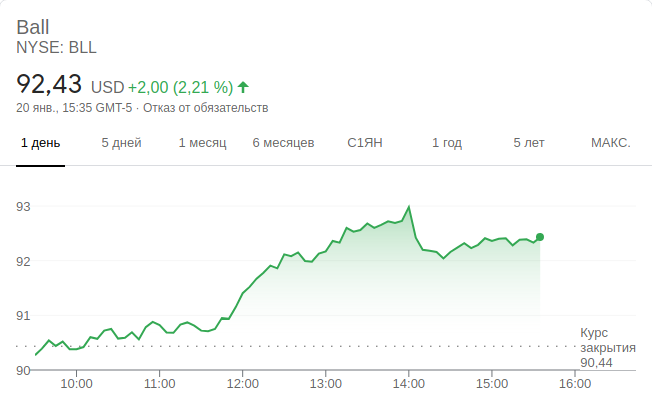 Ball
NYSE: BLL
92,43 USD +2,00 (2,21 %)
20 янв., 15:35 GMT-5 · Отказ от обязательств
1 день 5 дней 1 месяц 6 месяцев С1ЯН 1 год 5 лет МАКС.
93
92
91
90
Курс
закрытия
90,44
10:00 11:00 12:00 13:00 14:00 15:00 16:00